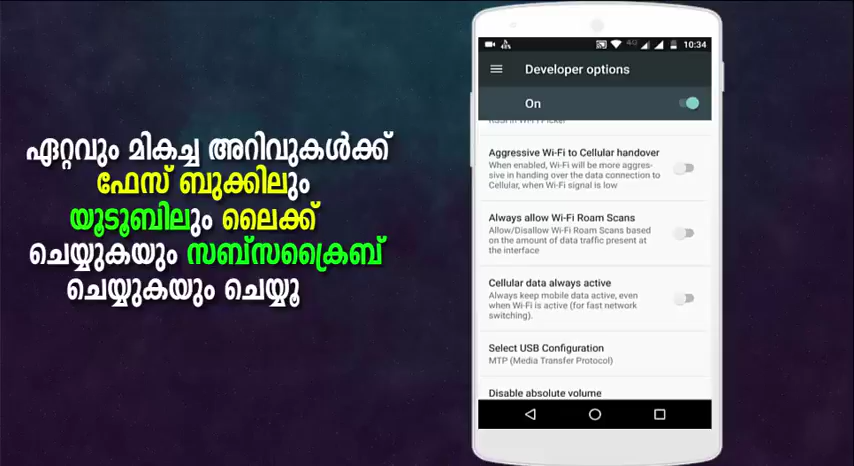 ഏറ്റവും മികച്ച അറിവുകൾക്ക്
ഫേസ് ബുക്കിലും
യൂടൂബിലും ലൈക്ക്
ചെയ്യുകയും സബ്സക്രൈബ്
ചെയ്യുകയും ചെയ്യൂ
4G 10:34
Developer options
On
Aggressive Wi-Fi to Cellular handover
When enabled, Wi-Fi will be more aggres-
sive in handing over the data connection to
Cellular, when Wi-Fi signal is low
Always allow Wi-Fi Roam Scans
Allow/Disallow Wi-Fi Roam Scans based
on the amount of data traffic present at
the interface
Cellular data always active
Always keep mobile data active, even
when Wi-Fi is active (for fast network
switching).
Select USB Configuration
MTP (Media Transfer Protocol)
Disable absolute volume